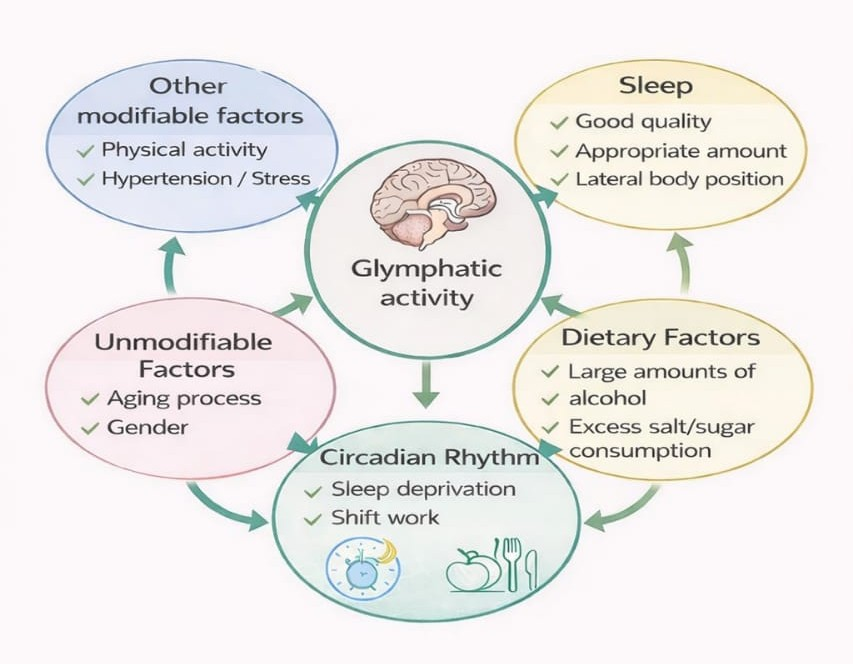 Other
modifiable factors
✓ Physical activity
✓ Hypertension / Stress
Sleep
✓ Good quality
✓ Appropriate amount
✓ Lateral body position
Glymphatic
activity
Unmodifiable
Factors
✓ Aging process
✓ Gender
Dietary Factors
✓ Large amounts of
✓ alcohol
✓ Excess salt/sugar
consumption
Circadian Rhythm
✓ Sleep deprivation
✓ Shift work